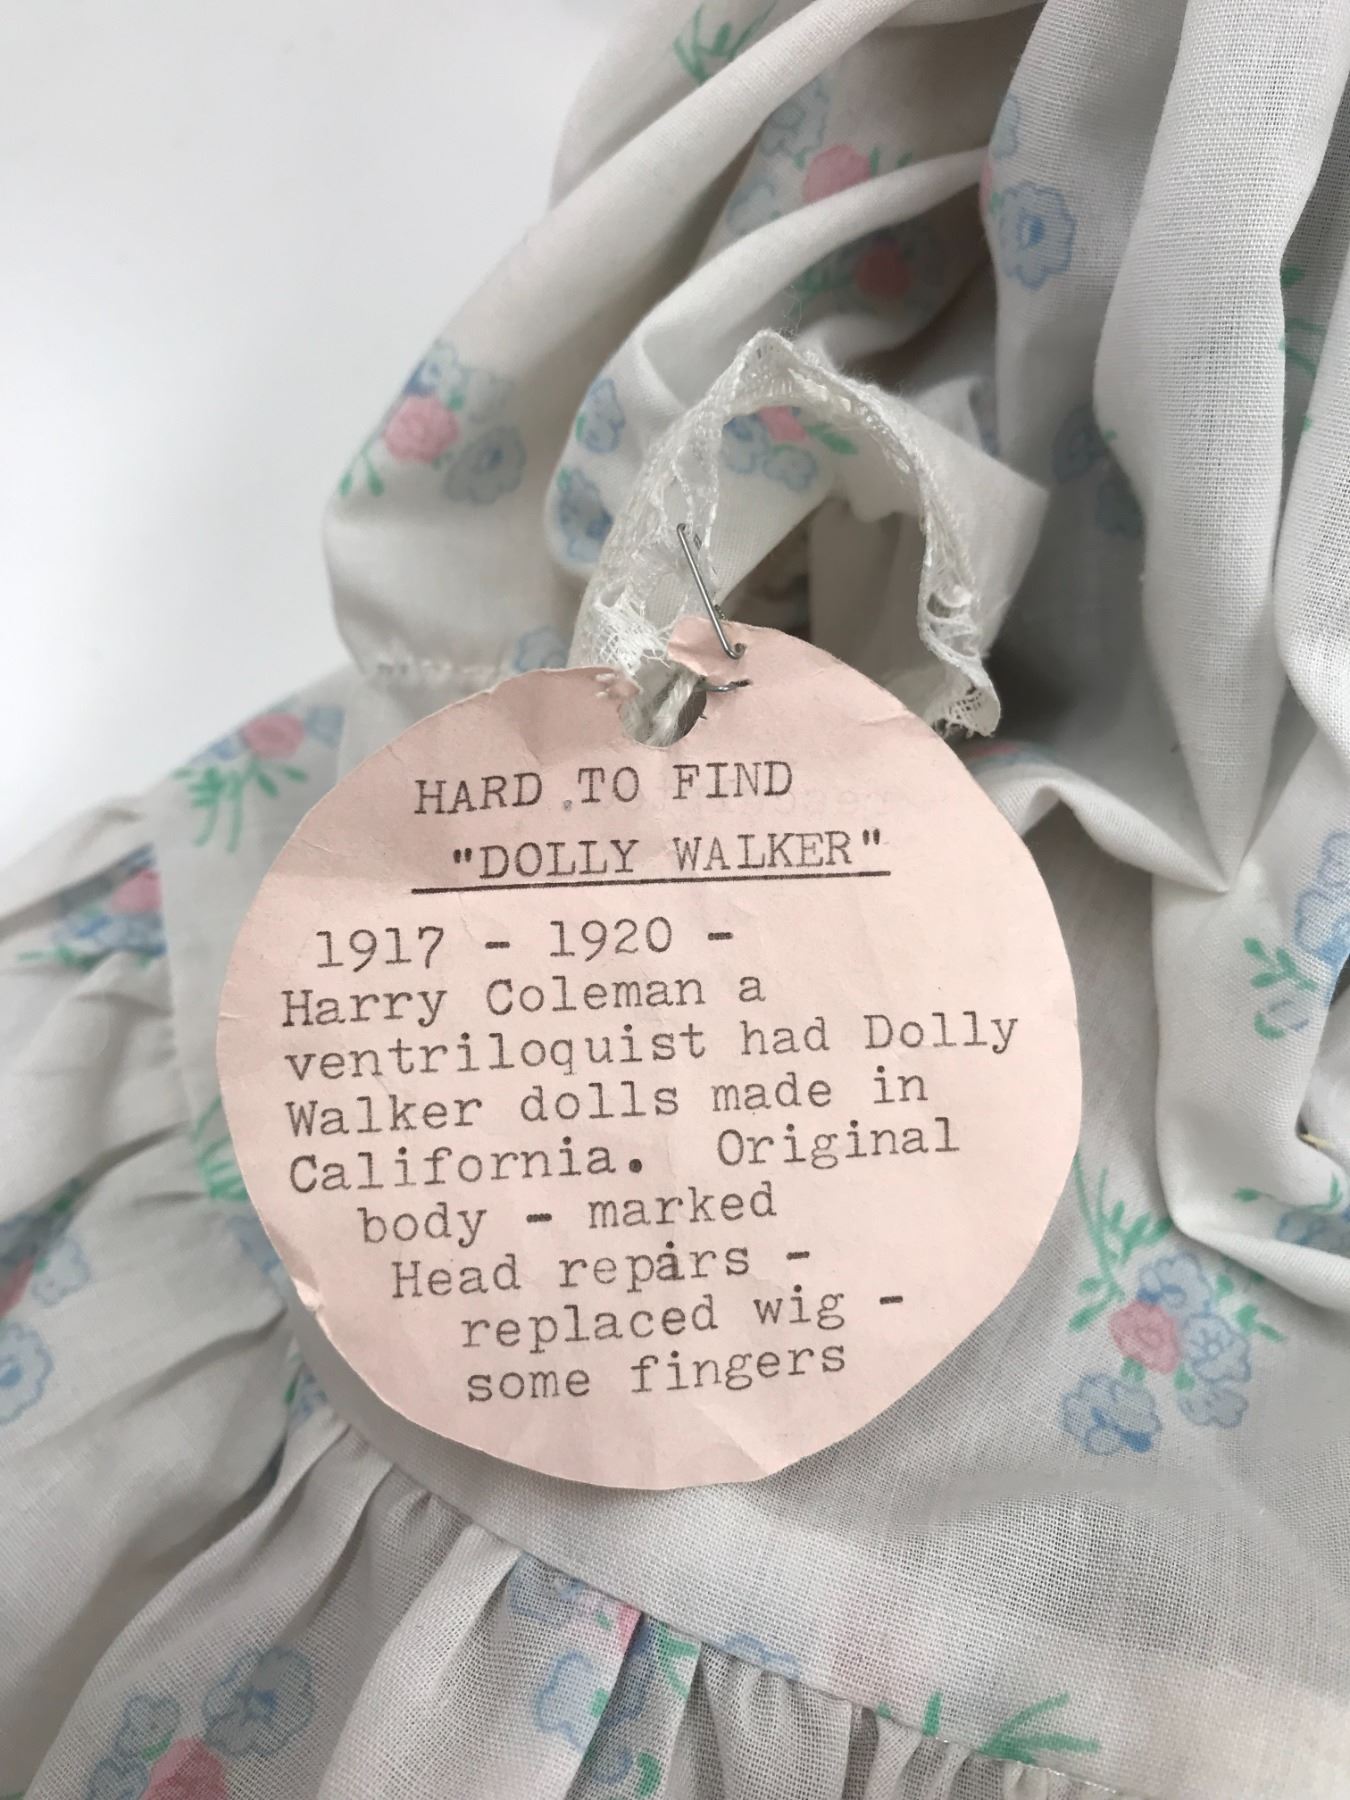 HARD TO FIND
"DOLLY WALKER"
1917 - 1920 -
Harry Coleman a
ventriloquist had Dolly
Walker dolls made in
California. Original
body - marked
Head repairs -
replaced wig -
some fingers